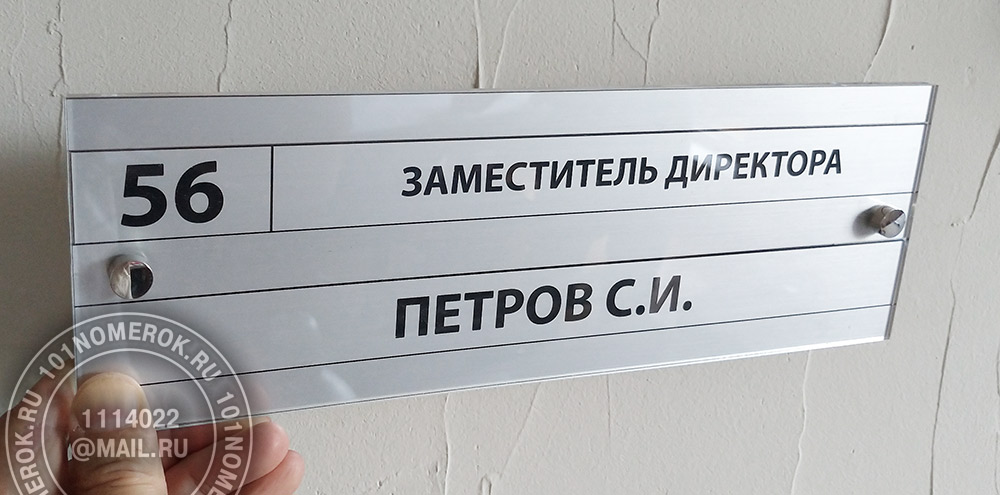 56
ЗАМЕСТИТЕЛЬ ДИРЕКТОРА
ПЕТРОВ С.И.
101NOMEROK.RU
1114022
@MAIL.RU